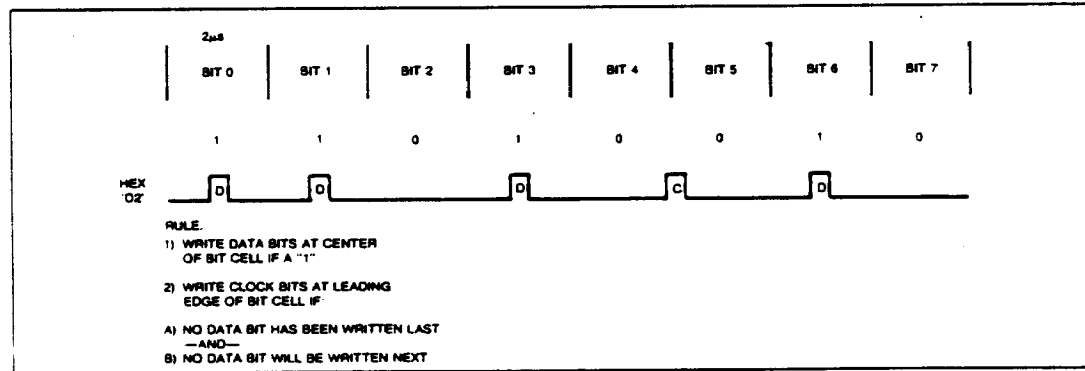 2µs
BIT 0 BIT 1 BIT 2 BIT 3 BIT 4 BIT 5 BIT 6 BIT 7
1 1 0 1 0 0 1 0
HEX
'D2'
D D D C D
RULE.
1) WRITE DATA BITS AT CENTER
OF BIT CELL IF A "1"
2) WRITE CLOCK BITS AT LEADING
EDGE OF BIT CELL IF
A) NO DATA BIT HAS BEEN WRITTEN LAST
—AND—
B) NO DATA BIT WILL BE WRITTEN NEXT